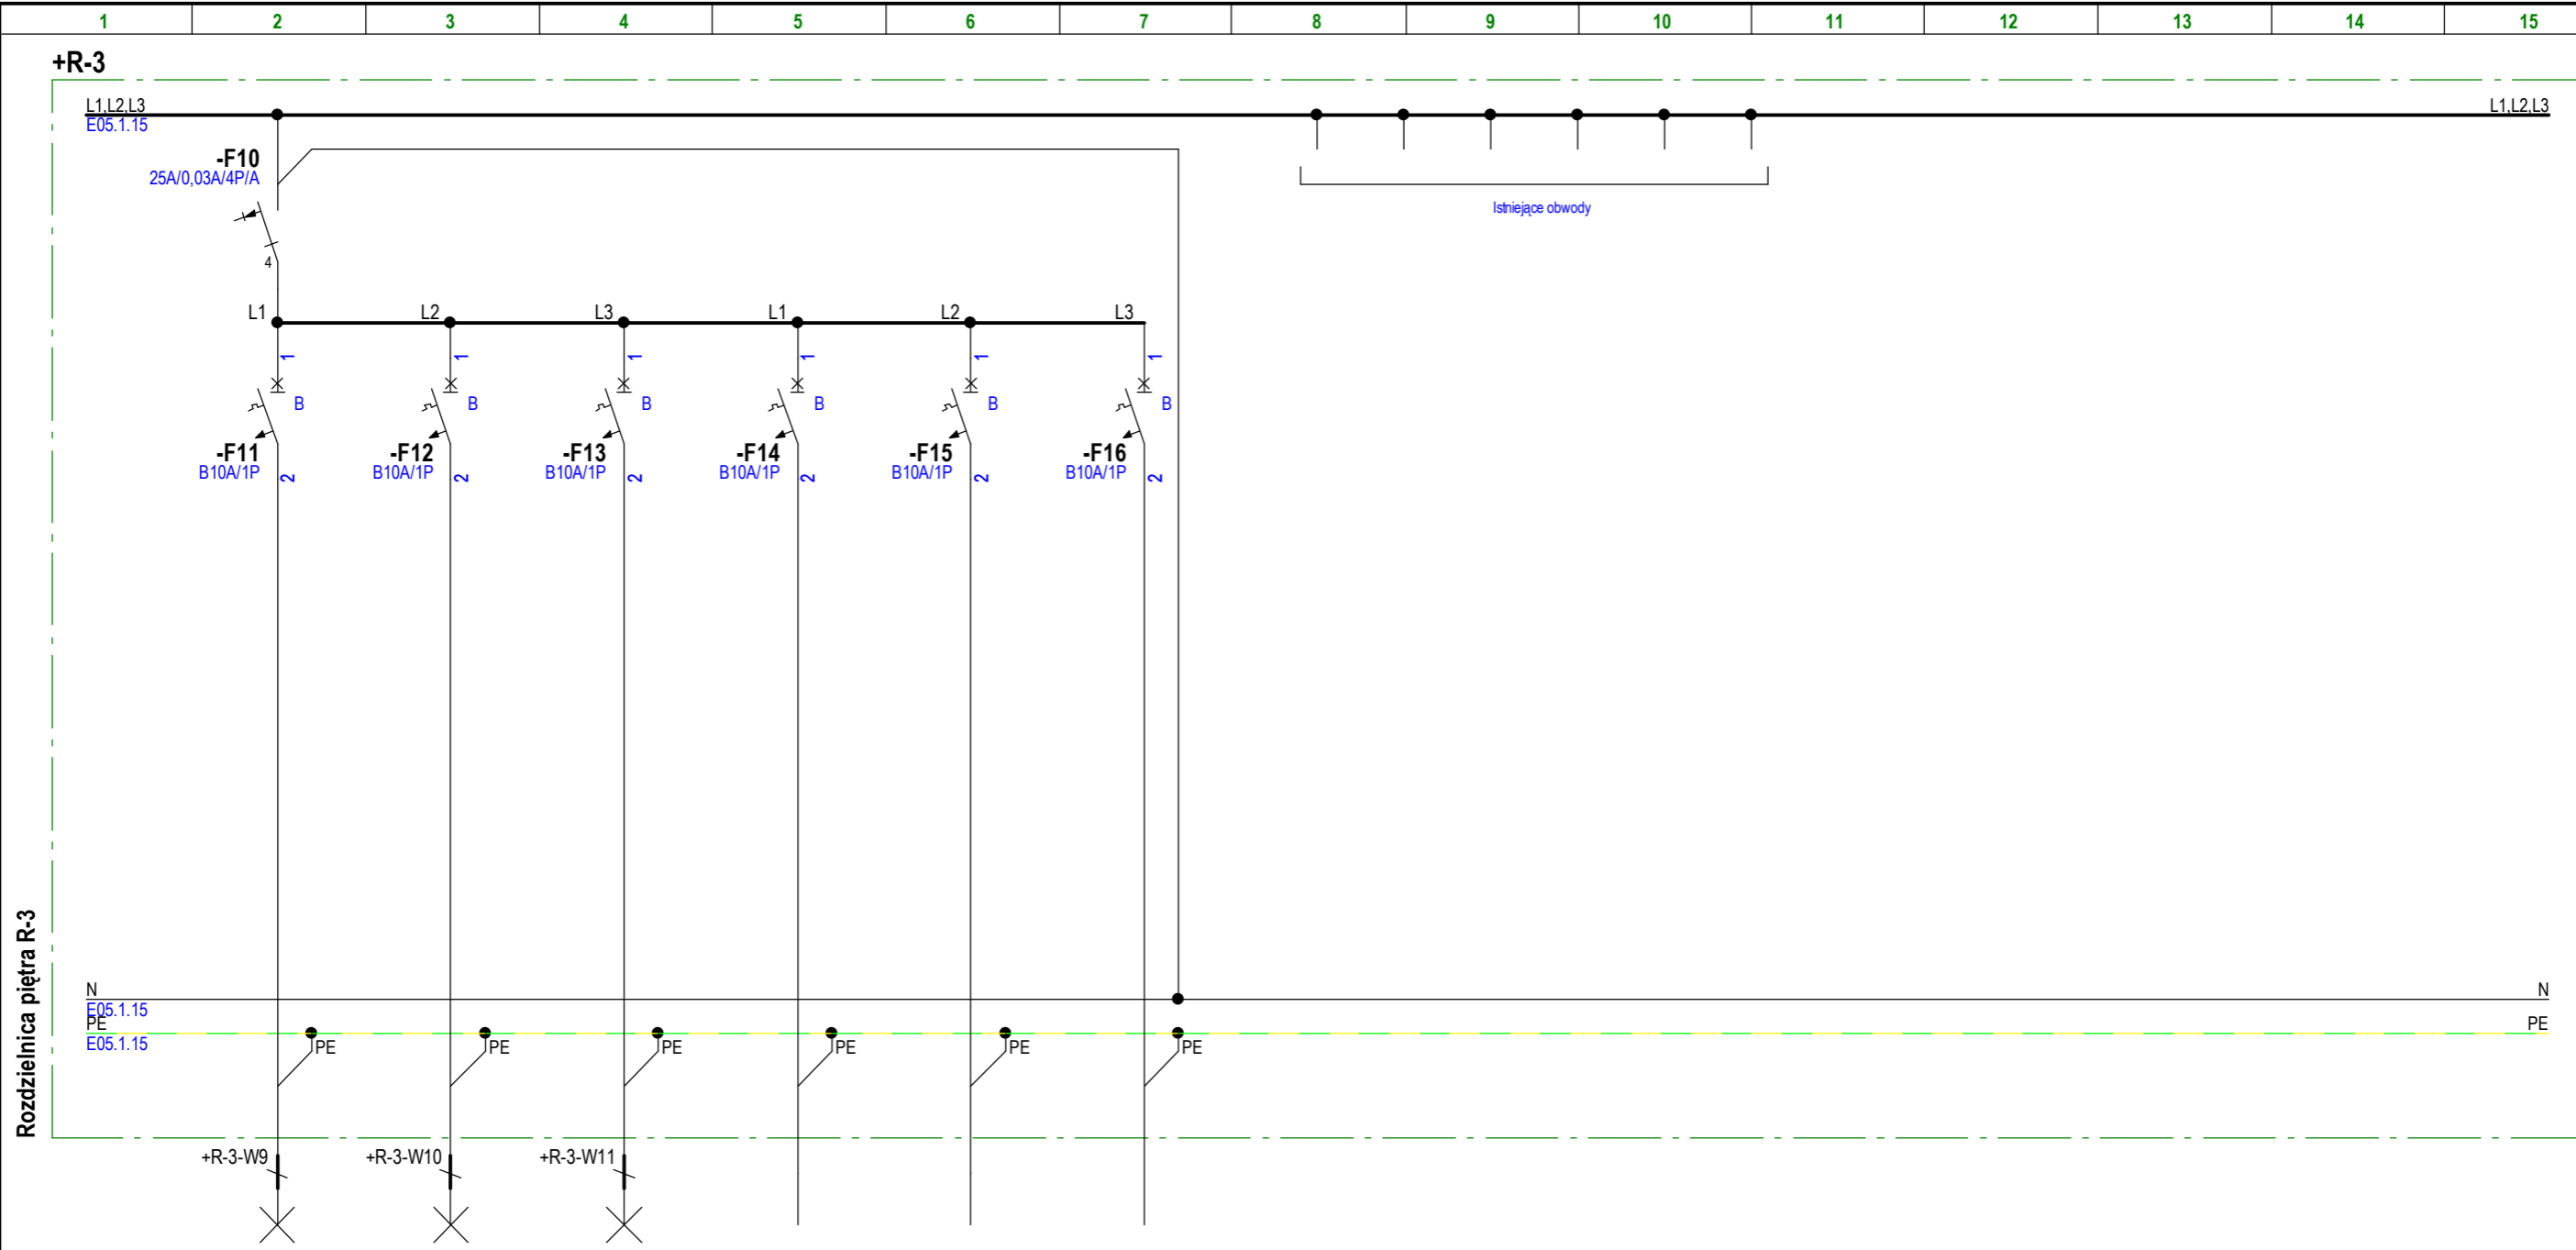 1 2 3 4 5 6 7 8 9 10 11 12 13 14 15
+R-3
L1,L2,L3 L1,L2,L3
E05.1.15
-F10
25A/0,03A/4P/A
Istniejące obwody
4
L1 L2 L3 L1 L2 L3
1 1 1 1 1 1
B B B B B B
-F11 -F12 -F13 -F14 -F15 -F16
B10A/1P B10A/1P B10A/1P B10A/1P B10A/1P B10A/1P
2 2 2 2 2 2
Rozdzielnica piętra R-3
N N
E05.1.15
PE PE
E05.1.15
PE PE PE PE PE PE
+R-3-W9 +R-3-W10 +R-3-W11